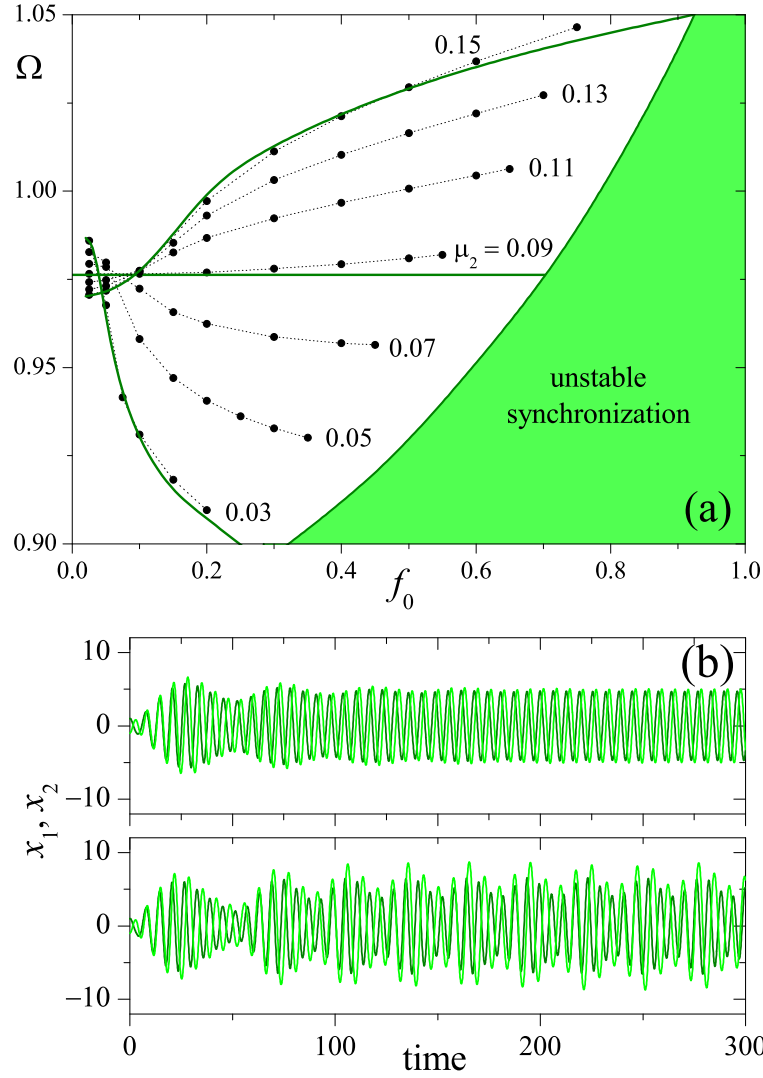 1.05
Ω
0.15
0.13
0.11
1.00
μ₂ = 0.09
0.07
0.95
unstable
synchronization
0.05
0.03
(a)
0.90
0.0 0.2 0.4 0.6 0.8 1.0
f₀
10
(b)
0
−10
x₁, x₂
10
0
−10
0 100 200 300
time